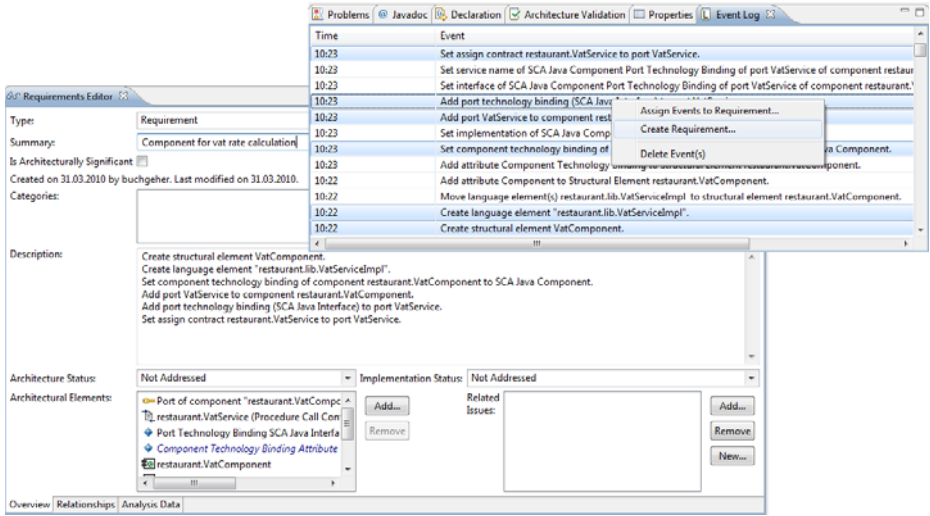 Problems @ Javadoc Declaration Architecture Validation Properties Event Log
Time Event
10:23 Set assign contract restaurant.VatService to port VatService.
10:23 Set service name of SCA Java Component Port Technology Binding of port VatService of component restaur
10:23 Set interface of SCA Java Component Port Technology Binding of port VatService of component restaurant.
10:23 Add port technology binding (SCA Java
10:23 Add port VatService to component rest
10:23 Set implementation of SCA Java Comp
10:23 Set component technology binding of va Component.
10:23 Add attribute Component Technology
10:22 Add attribute Component to Structural Element restaurant.VatComponent.
10:22 Move language element(s) restaurant.lib.VatServiceImpl to structural element restaurant.VatComponent.
10:22 Create language element "restaurant.lib.VatServiceImpl".
10:22 Create structural element VatComponent.
Assign Events to Requirement...
Create Requirement...
Delete Event(s)
Requirements Editor
Type: Requirement
Summary: Component for vat rate calculation
Is Architecturally Significant
Created on 31.03.2010 by buchgeher. Last modified on 31.03.2010.
Categories:
Description: Create structural element VatComponent.
Create language element "restaurant.lib.VatServiceImpl".
Set component technology binding of component restaurant.VatComponent to SCA Java Component.
Add port VatService to component restaurant.VatComponent.
Add port technology binding (SCA Java Interface) to port VatService.
Set assign contract restaurant.VatService to port VatService.
Architecture Status: Not Addressed Implementation Status: Not Addressed
Architectural Elements: Port of component "restaurant.VatCompc
restaurant.VatService (Procedure Call Con
Port Technology Binding SCA Java Interfa
Component Technology Binding Attribute
restaurant.VatComponent
Add...
Remove
Related
Issues:
Add...
Remove
New...
Overview Relationships Analysis Data